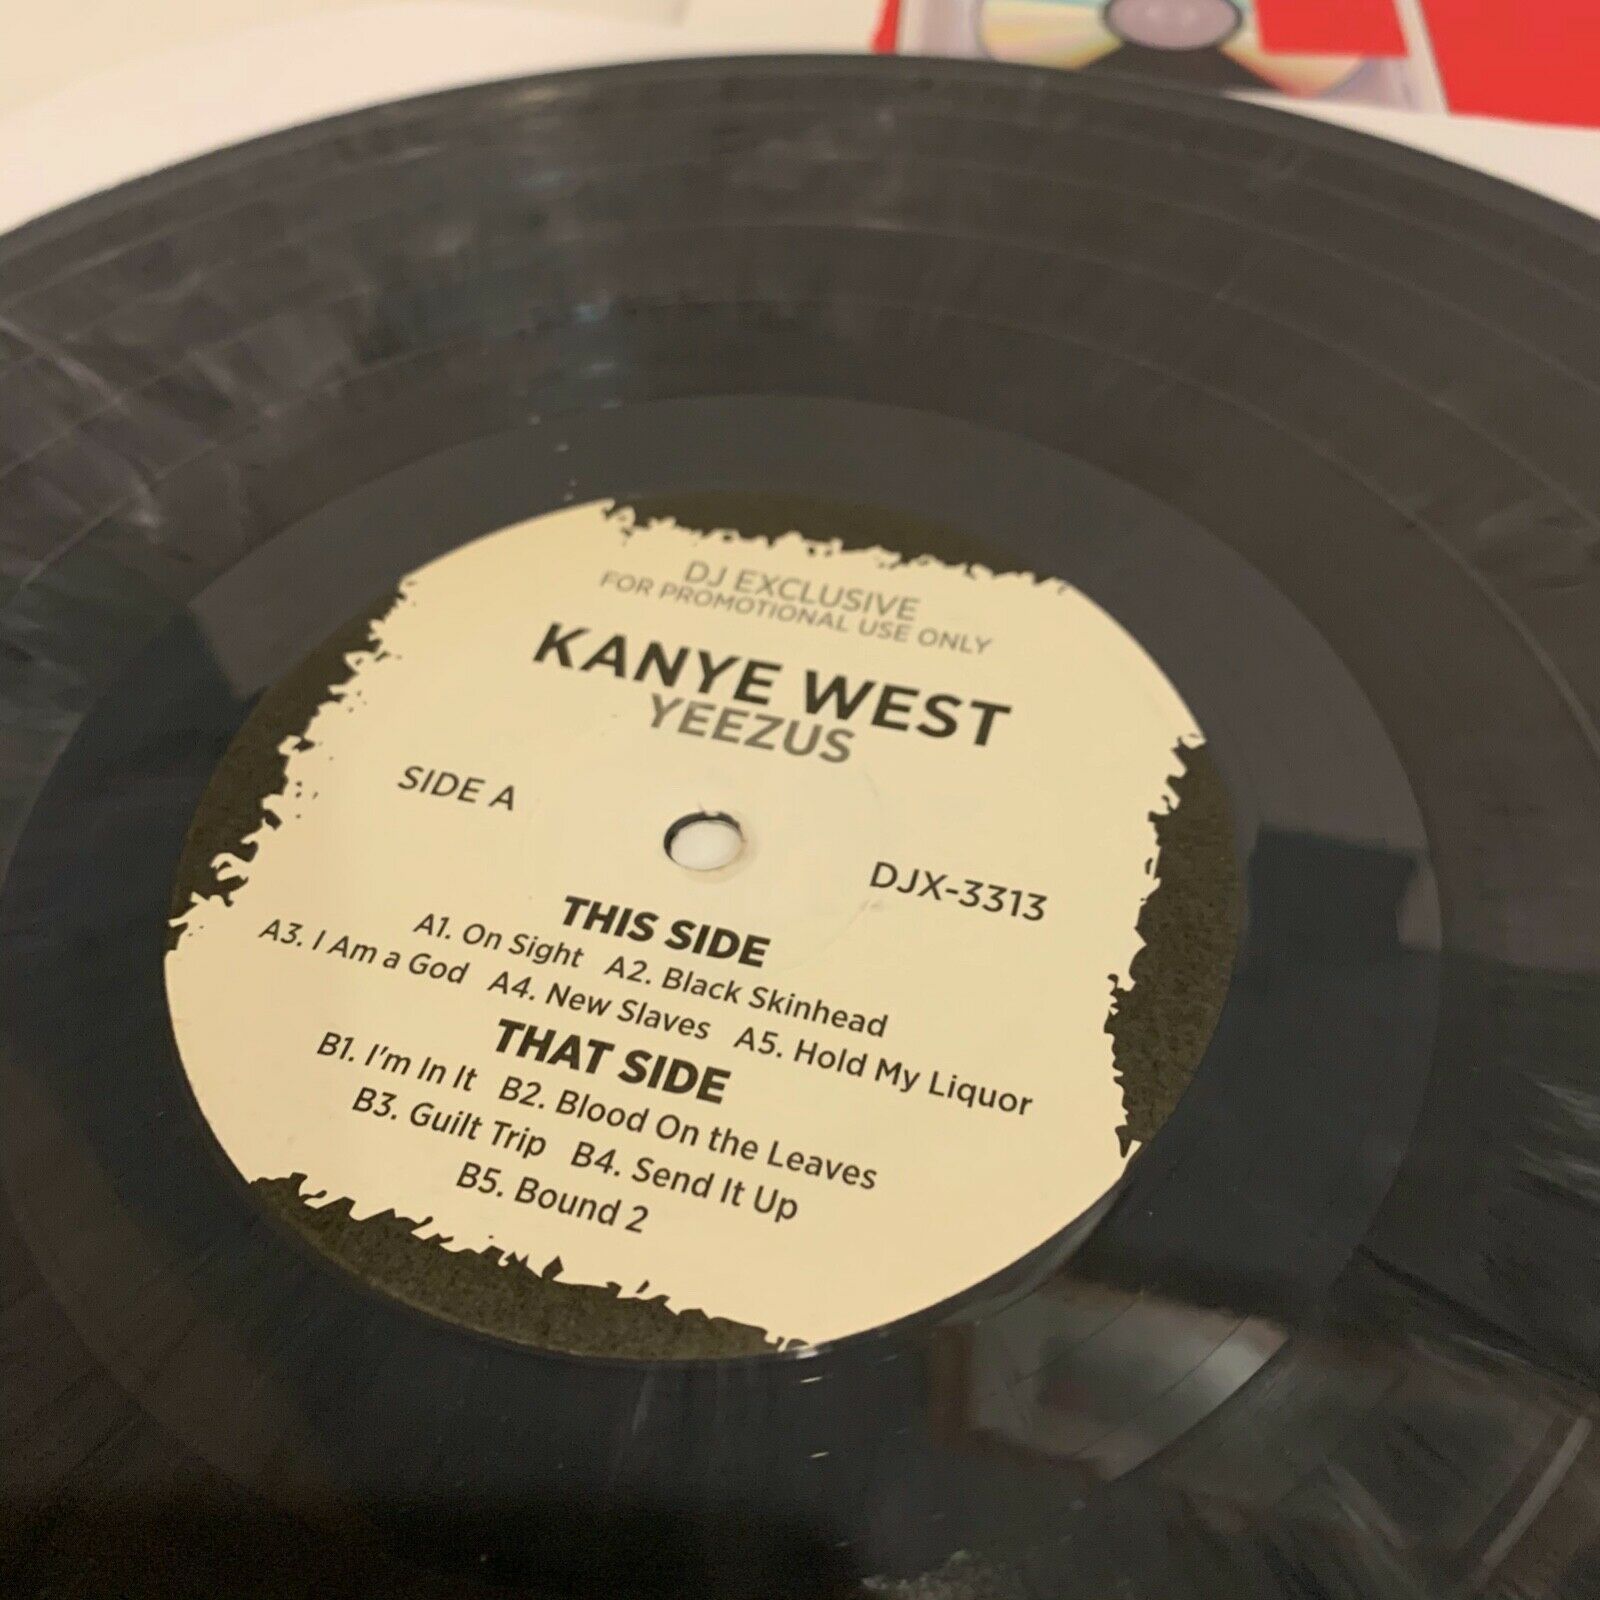 DJ EXCLUSIVE
FOR PROMOTIONAL USE ONLY
KANYE WEST
YEEZUS
SIDE A
DJX-3313
THIS SIDE
A1. On Sight A2. Black Skinhead
A3. I Am a God A4. New Slaves A5. Hold My Liquor
THAT SIDE
B1. I'm In It B2. Blood On the Leaves
B3. Guilt Trip B4. Send It Up
B5. Bound 2